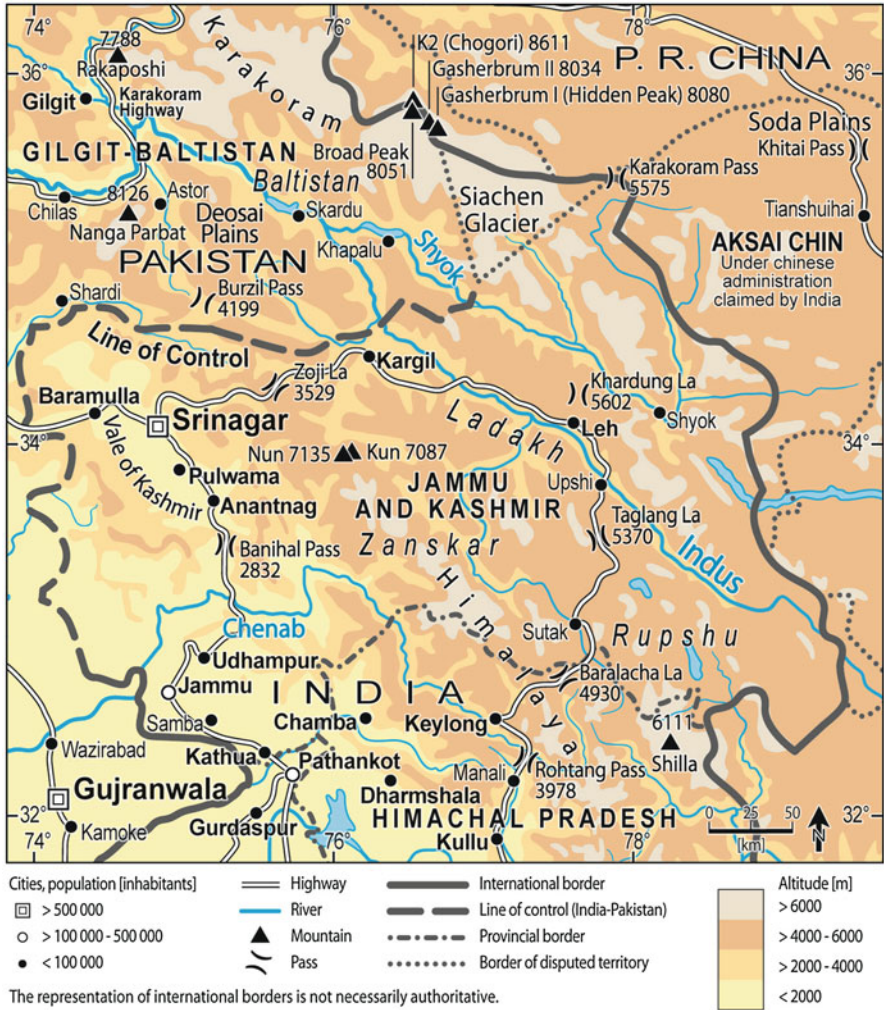 74°
76°
78°
7788
Rakaposhi
Karakoram
K2 (Chogori) 8611
Gasherbrum II 8034
Gasherbrum I (Hidden Peak) 8080
P. R. CHINA
36°
36°
Gilgit
Karakoram
Highway
Soda Plains
Khitai Pass
GILGIT-BALTISTAN
Broad Peak
8051
Baltistan
Karakoram Pass
5575
8126
Astor
Siachen
Glacier
Chilas
Nanga Parbat
Deosai
Plains
Skardu
Tianshuihai
Khapalu
Shyok
AKSAI CHIN
Under chinese
administration
claimed by India
PAKISTAN
Shardi
Burzil Pass
4199
Line of Control
Kargil
Zoji-La
3529
Khardung La
5602
Baramulla
Srinagar
Ladakh
Leh
Shyok
34°
34°
Vale of Kashmir
Nun 7135
Kun 7087
Pulwama
JAMMU
AND KASHMIR
Upshi
Anantnag
Taglang La
5370
Banihal Pass
2832
Zanskar
Indus
Himalaya
Chenab
Sutak
Rupshu
Udhampur
Baralacha La
4930
Jammu
INDIA
Samba
Chamba
Keylong
6111
Shilla
Wazirabad
Kathua
Pathankot
Manali
Rohtang Pass
3978
Gujranwala
Dharmshala
HIMACHAL PRADESH
32°
32°
Kamoke
Gurdaspur
Kullu
0 25 50
[km]
N
74°
76°
78°
Cities, population [inhabitants]
> 500 000
> 100 000 - 500 000
< 100 000
Highway
River
Mountain
Pass
International border
Line of control (India-Pakistan)
Provincial border
Border of disputed territory
Altitude [m]
> 6000
> 4000 - 6000
> 2000 - 4000
< 2000
The representation of international borders is not necessarily authoritative.